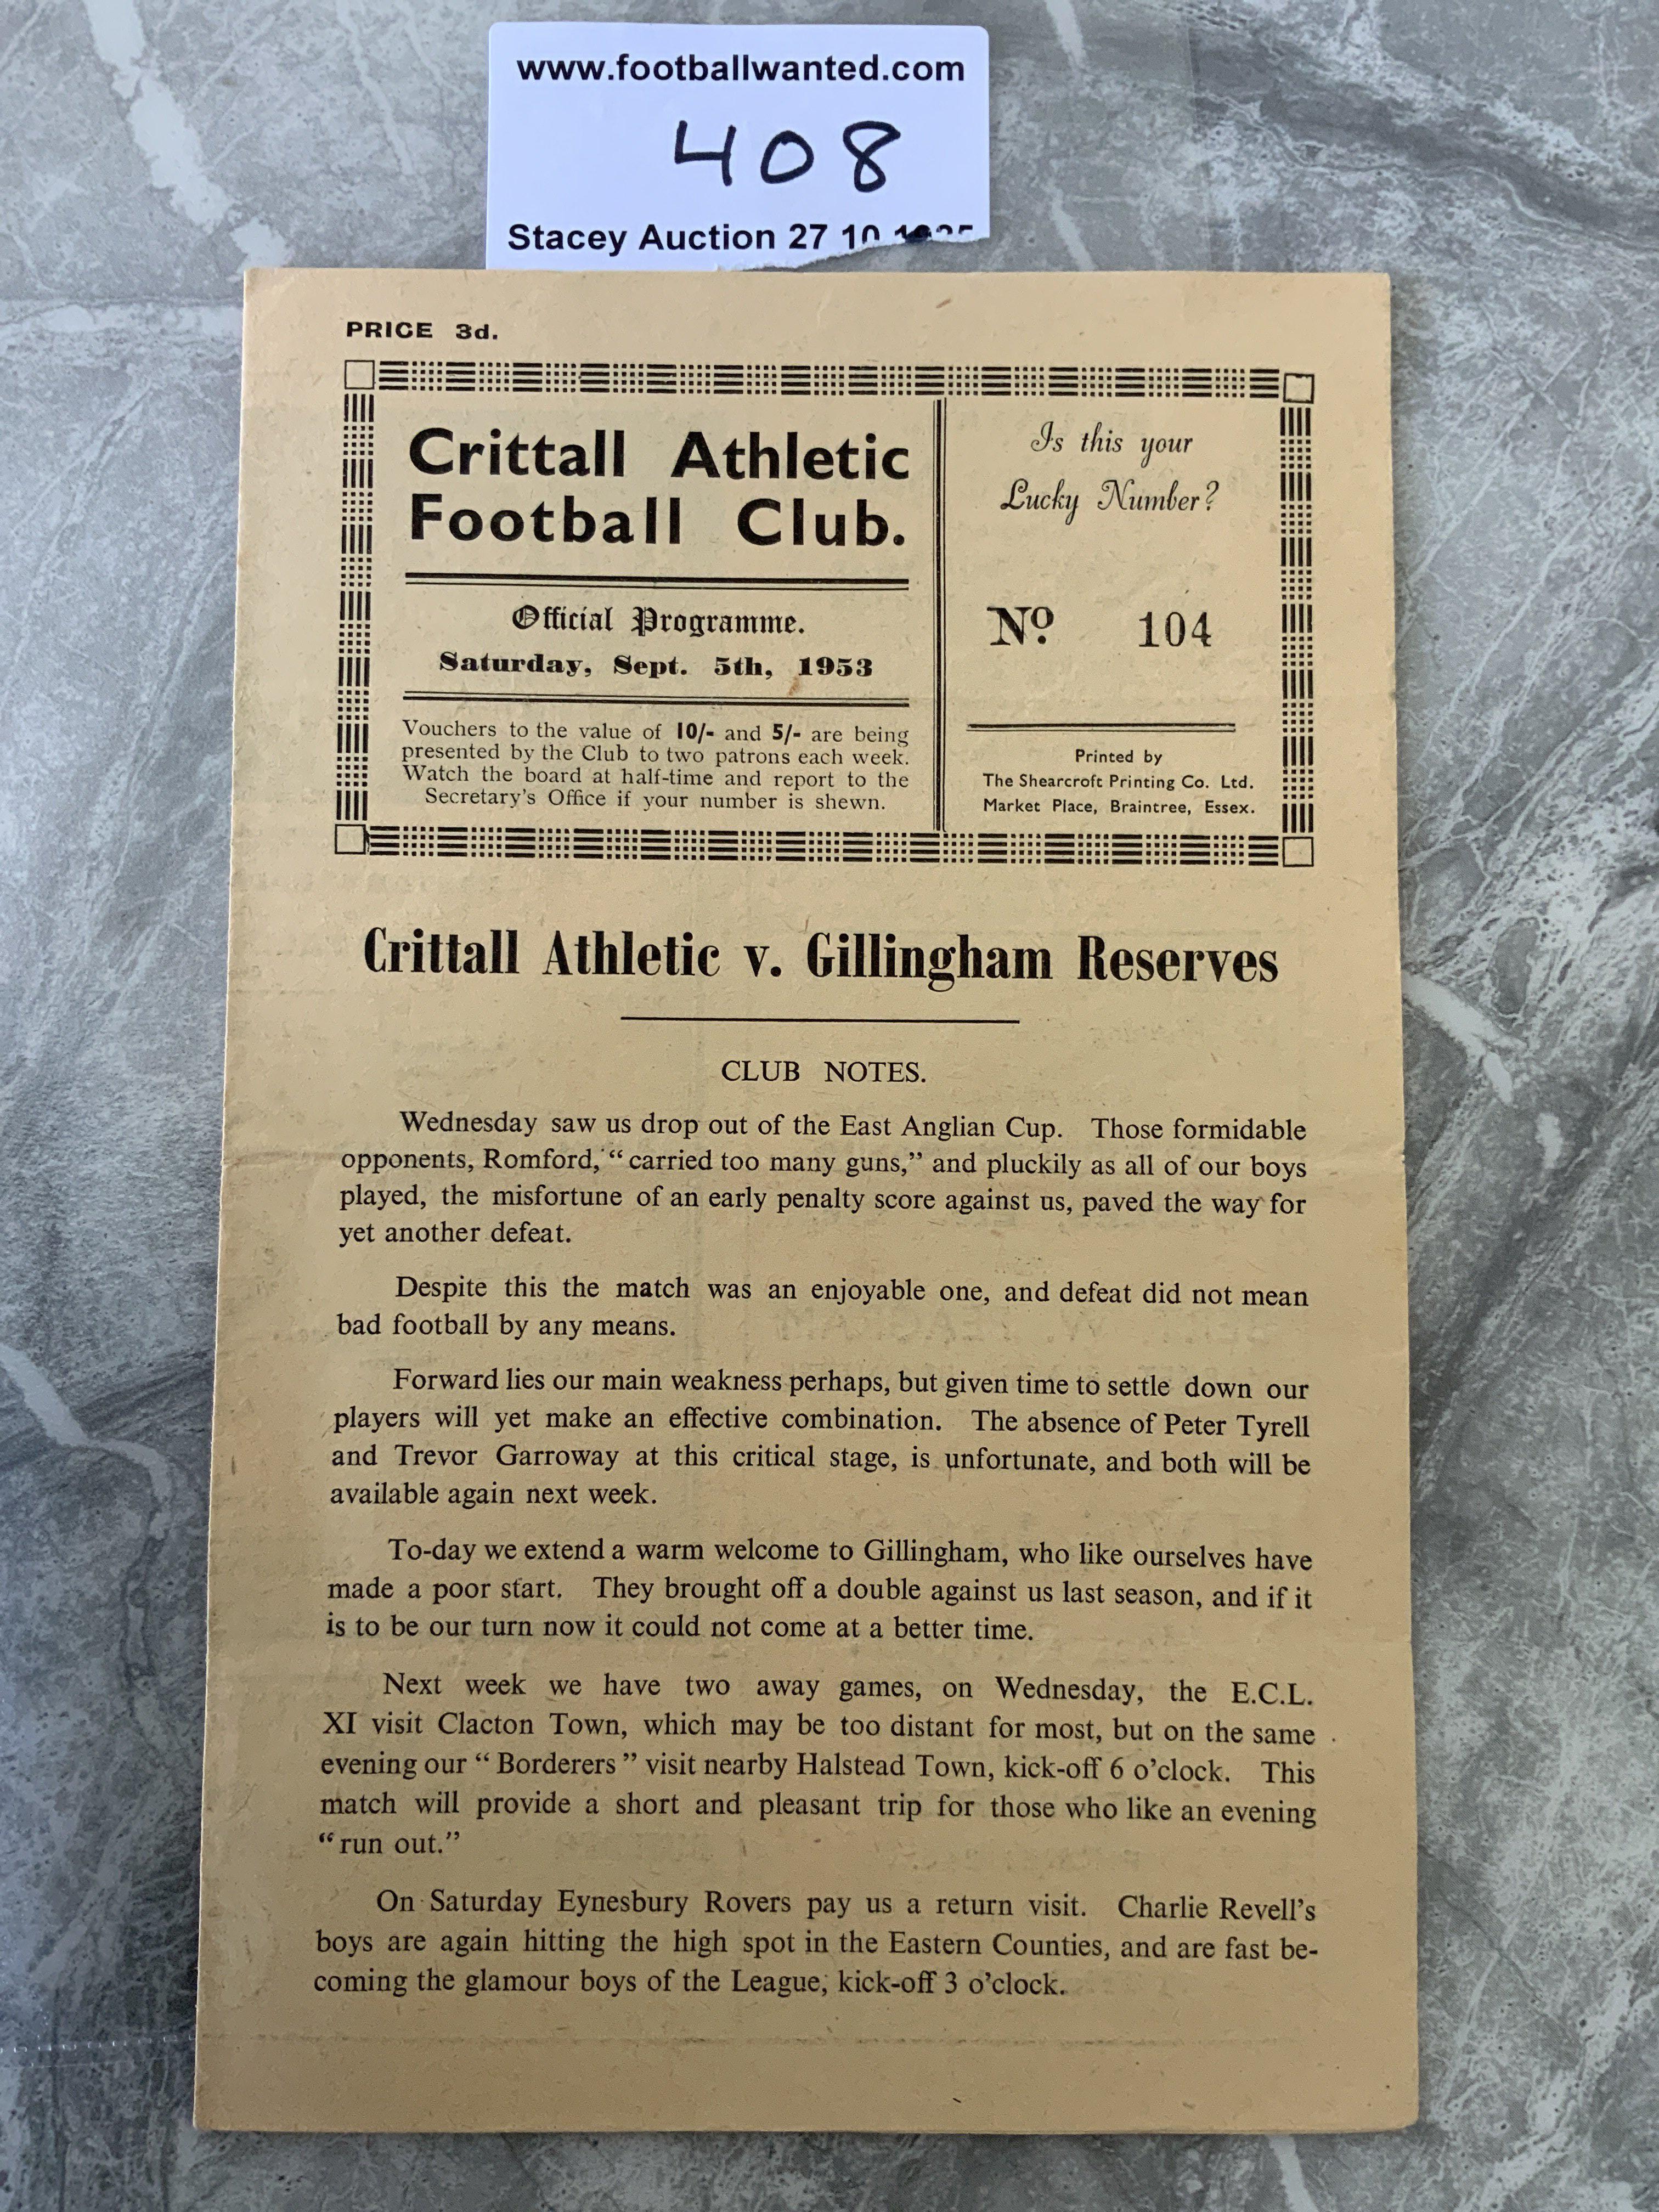 www.footballwanted.com
408
Stacey Auction 27 10
PRICE 3d.
Crittall Athletic
Football Club.
Official Programme.
Saturday, Sept. 5th, 1953
Vouchers to the value of 10/- and 5/- are being
presented by the Club to two patrons each week.
Watch the board at half-time and report to the
Secretary's Office if your number is shewn.
Is this your
Lucky Number?
No. 104
Printed by
The Shearcroft Printing Co. Ltd.
Market Place, Braintree, Essex.
Crittall Athletic v. Gillingham Reserves
CLUB NOTES.
Wednesday saw us drop out of the East Anglian Cup. Those formidable
opponents, Romford, “carried too many guns,” and pluckily as all of our boys
played, the misfortune of an early penalty score against us, paved the way for
yet another defeat.
Despite this the match was an enjoyable one, and defeat did not mean
bad football by any means.
Forward lies our main weakness perhaps, but given time to settle down our
players will yet make an effective combination. The absence of Peter Tyrell
and Trevor Garroway at this critical stage, is unfortunate, and both will be
available again next week.
To-day we extend a warm welcome to Gillingham, who like ourselves have
made a poor start. They brought off a double against us last season, and if it
is to be our turn now it could not come at a better time.
Next week we have two away games, on Wednesday, the E.C.L.
XI visit Clacton Town, which may be too distant for most, but on the same
evening our “Borderers” visit nearby Halstead Town, kick-off 6 o'clock. This
match will provide a short and pleasant trip for those who like an evening
“run out.”
On Saturday Eynesbury Rovers pay us a return visit. Charlie Revell's
boys are again hitting the high spot in the Eastern Counties, and are fast be-
coming the glamour boys of the League, kick-off 3 o'clock.